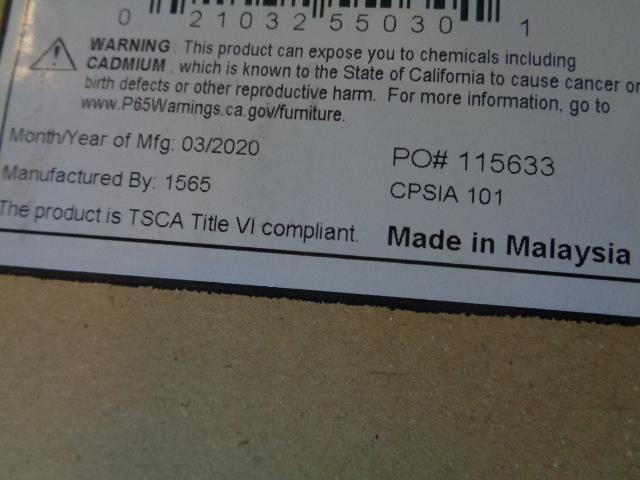 0 21032 55030 1
WARNING: This product can expose you to chemicals including
CADMIUM, which is known to the State of California to cause cancer or
birth defects or other reproductive harm. For more information, go to
www.P65Warnings.ca.gov/furniture.
Month/Year of Mfg: 03/2020
PO# 115633
Manufactured By: 1565
CPSIA 101
The product is TSCA Title VI compliant.
Made in Malaysia